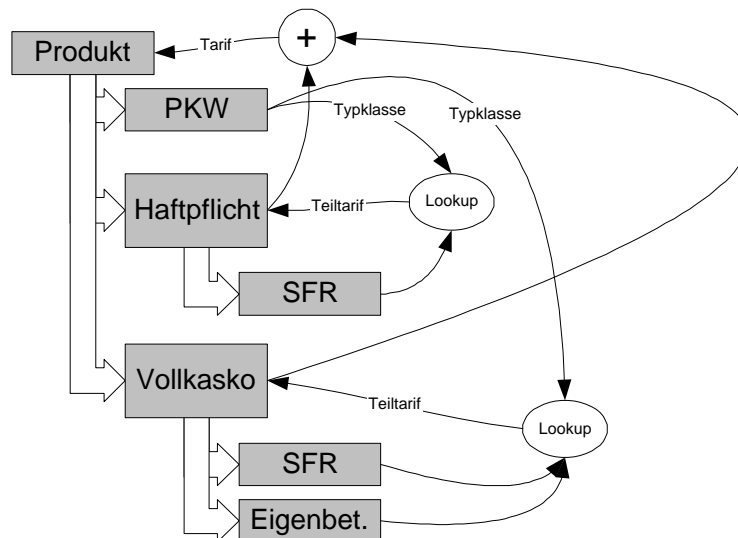 Produkt
Tarif
+
PKW
Typklasse
Typklasse
Haftpflicht
Teiltarif
Lookup
SFR
Vollkasko
Teiltarif
Lookup
SFR
Eigenbet.